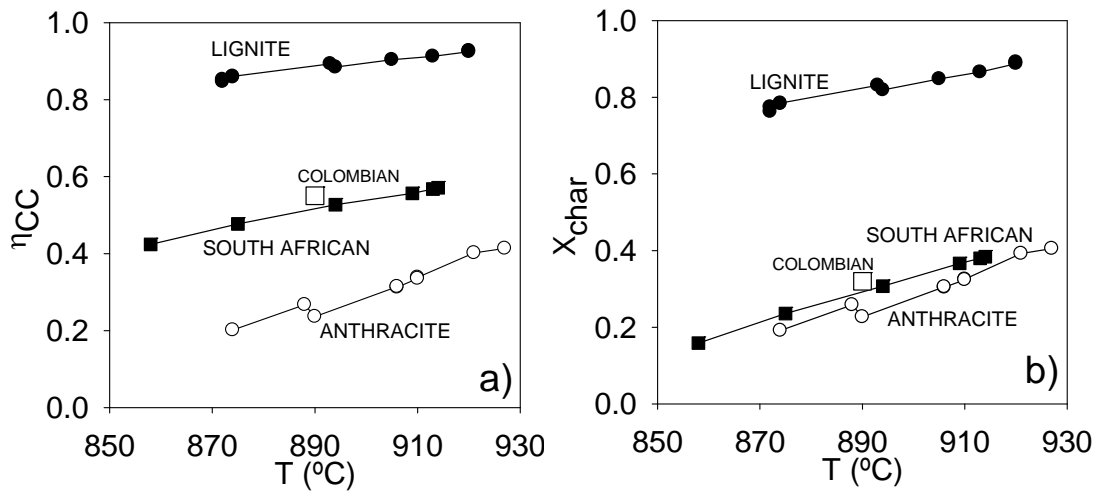 1.0
0.8
0.6
0.4
0.2
0.0
ηCC
LIGNITE
COLOMBIAN
SOUTH AFRICAN
ANTHRACITE
a)
850 870 890 910 930
T (ºC)
1.0
0.8
0.6
0.4
0.2
0.0
Xchar
LIGNITE
SOUTH AFRICAN
COLOMBIAN
ANTHRACITE
b)
850 870 890 910 930
T (ºC)